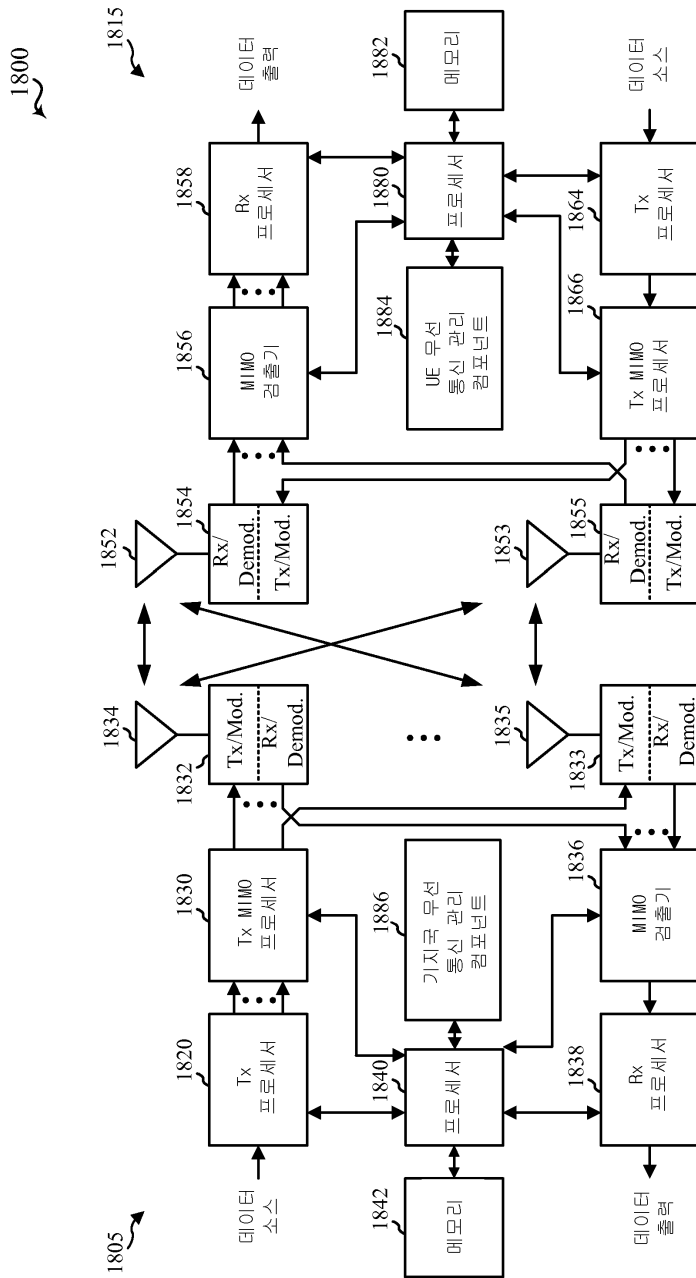 1800
1805
1815
데이터
소스
1820
Tx
프로세서
1830
Tx MIMO
프로세서
1832
Tx/Mod.
Rx/
Demod.
1834
1852
1854
Rx/
Demod.
Tx/Mod.
1856
MIMO
검출기
1858
Rx
프로세서
데이터
출력
1842
메모리
1840
프로세서
1886
기지국 무선
통신 관리
컴포넌트
1884
UE 무선
통신 관리
컴포넌트
1880
프로세서
1882
메모리
데이터
출력
1838
Rx
프로세서
1836
MIMO
검출기
1833
Tx/Mod.
Rx/
Demod.
1835
1853
1855
Rx/
Demod.
Tx/Mod.
1866
Tx MIMO
프로세서
1864
Tx
프로세서
데이터
소스